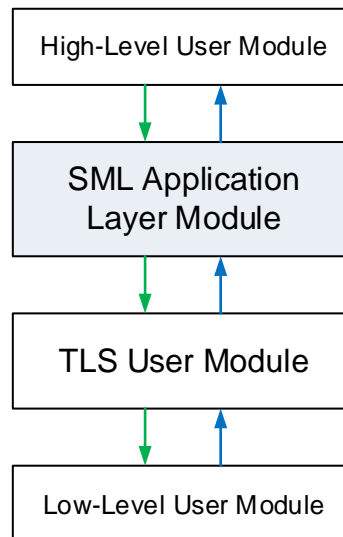 High-Level User Module
SML Application
Layer Module
TLS User Module
Low-Level User Module